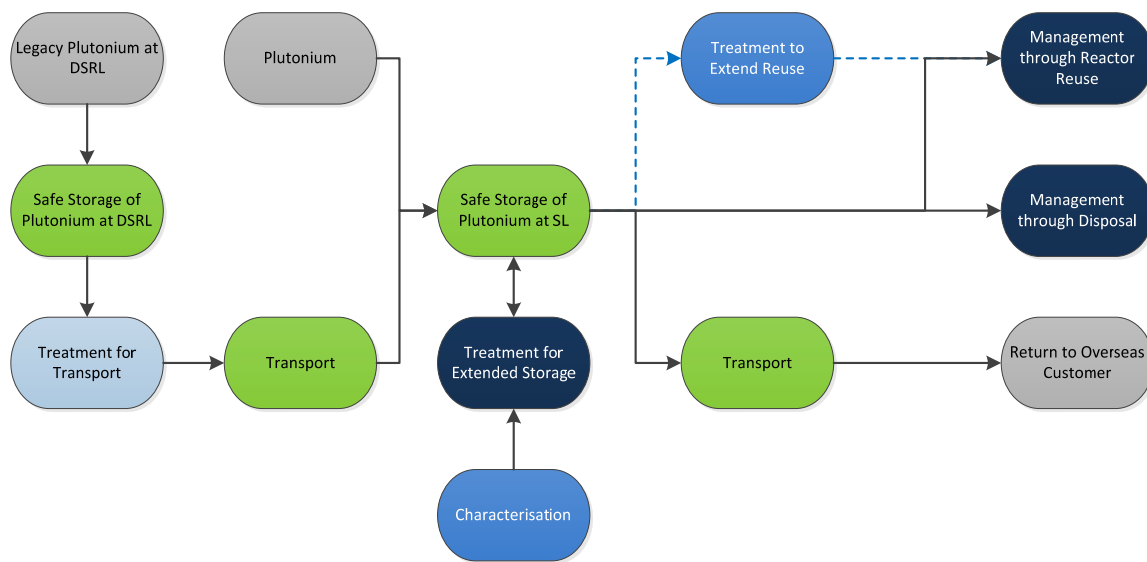 Legacy Plutonium at
DSRL
Plutonium
Treatment to
Extend Reuse
Management
through Reactor
Reuse
Safe Storage of
Plutonium at DSRL
Safe Storage of
Plutonium at SL
Management
through Disposal
Treatment for
Transport
Transport
Treatment for
Extended Storage
Transport
Return to Overseas
Customer
Characterisation